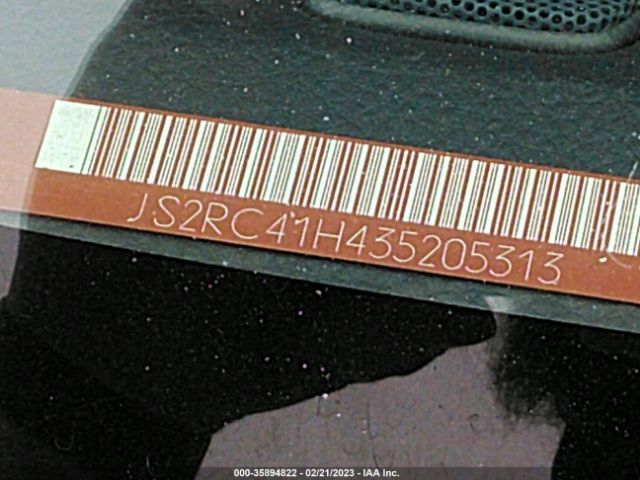 JS2RC41H435205313
000-35894822 - 02/21/2023 - IAA Inc.